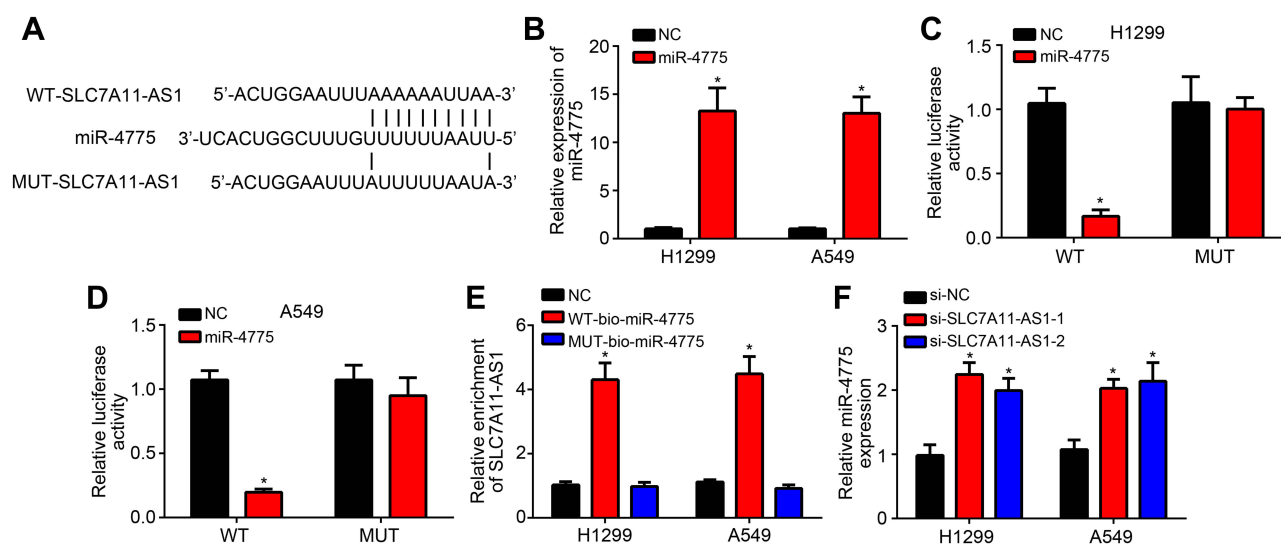 A
WT-SLC7A11-AS1 5’-ACUGGAAUUUAAAAAAUUAA-3’
miR-4775 3’-UCACUGGCUUUGUUUUUUUAAUU-5’
MUT-SLC7A11-AS1 5’-ACUGGAAUUUAUUUUUAAUA-3’
B
NC
miR-4775
Relative expressioin of
miR-4775
20
15
10
5
0
*
*
H1299
A549
C
NC
miR-4775
H1299
Relative luciferase
activity
1.5
1.0
0.5
0.0
*
WT
MUT
D
NC
miR-4775
A549
Relative luciferase
activity
1.5
1.0
0.5
0.0
*
WT
MUT
E
NC
WT-bio-miR-4775
MUT-bio-miR-4775
Relative enrichment
of SLC7A11-AS1
6
4
2
0
*
*
H1299
A549
F
si-NC
si-SLC7A11-AS1-1
si-SLC7A11-AS1-2
Relative miR-4775
expression
3
2
1
0
*
*
*
*
H1299
A549